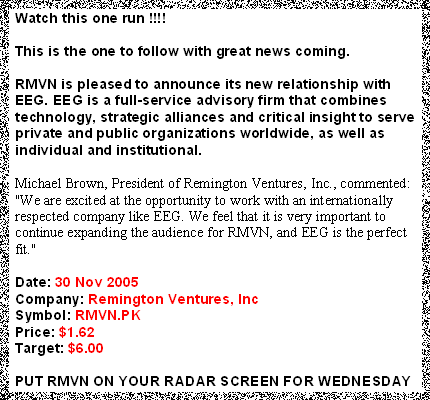 Watch this one run !!!!
This is the one to follow with great news coming.
RMVN is pleased to announce its new relationship with
EEG. EEG is a full-service advisory firm that combines
technology, strategic alliances and critical insight to serve
private and public organizations worldwide, as well as
individual and institutional.
Michael Brown, President of Remington Ventures, Inc., commented:
"We are excited at the opportunity to work with an internationally
respected company like EEG. We feel that it is very important to
continue expanding the audience for RMVN, and EEG is the perfect
fit."
Date: 30 Nov 2005
Company: Remington Ventures, Inc
Symbol: RMVN.PK
Price: $1.62
Target: $6.00
PUT RMVN ON YOUR RADAR SCREEN FOR WEDNESDAY